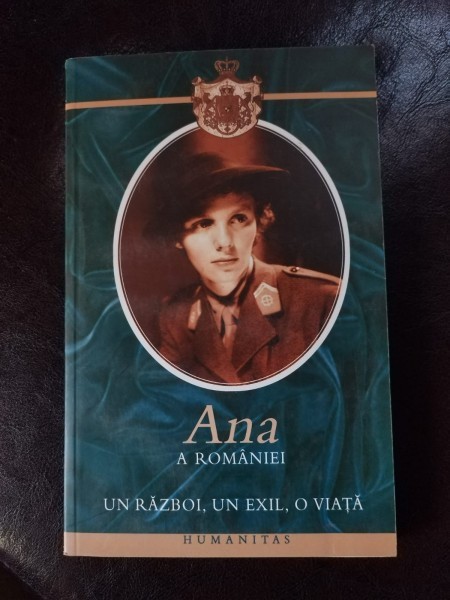 Ana
A ROMÂNIEI
UN RĂZBOI, UN EXIL, O VIAȚĂ
HUMANITAS